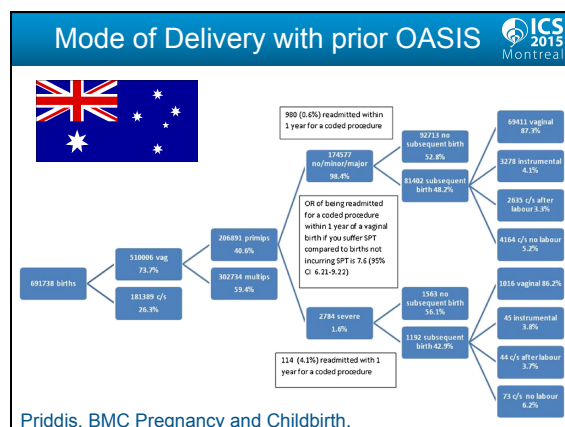 Mode of Delivery with prior OASIS
ICS
2015
Montreal
980 (0.6%) readmitted within
1 year for a coded procedure
691738 births
510006 vag
73.7%
181389 c/s
26.3%
206891 primips
40.6%
302734 multips
59.4%
174577
no/minor/major
98.4%
OR of being readmitted
for a coded procedure
within 1 year of a vaginal
birth if you suffer SPT
compared to births not
incurring SPT is 7.6 (95%
CI 6.21-9.22)
2784 severe
1.6%
114 (4.1%) readmitted with 1
year for a coded procedure
92713 no
subsequent birth
52.8%
81402 subsequent
birth 48.2%
1563 no subsequent
birth
56.1%
1192 subsequent
birth 42.9%
69411 vaginal
87.3%
3278 instrumental
4.1%
2635 c/s after
labour 3.3%
4164 c/s no labour
5.2%
1016 vaginal 86.2%
45 instrumental
3.8%
44 c/s after labour
3.7%
73 c/s no labour
6.2%
Priddis. BMC Pregnancy and Childbirth.